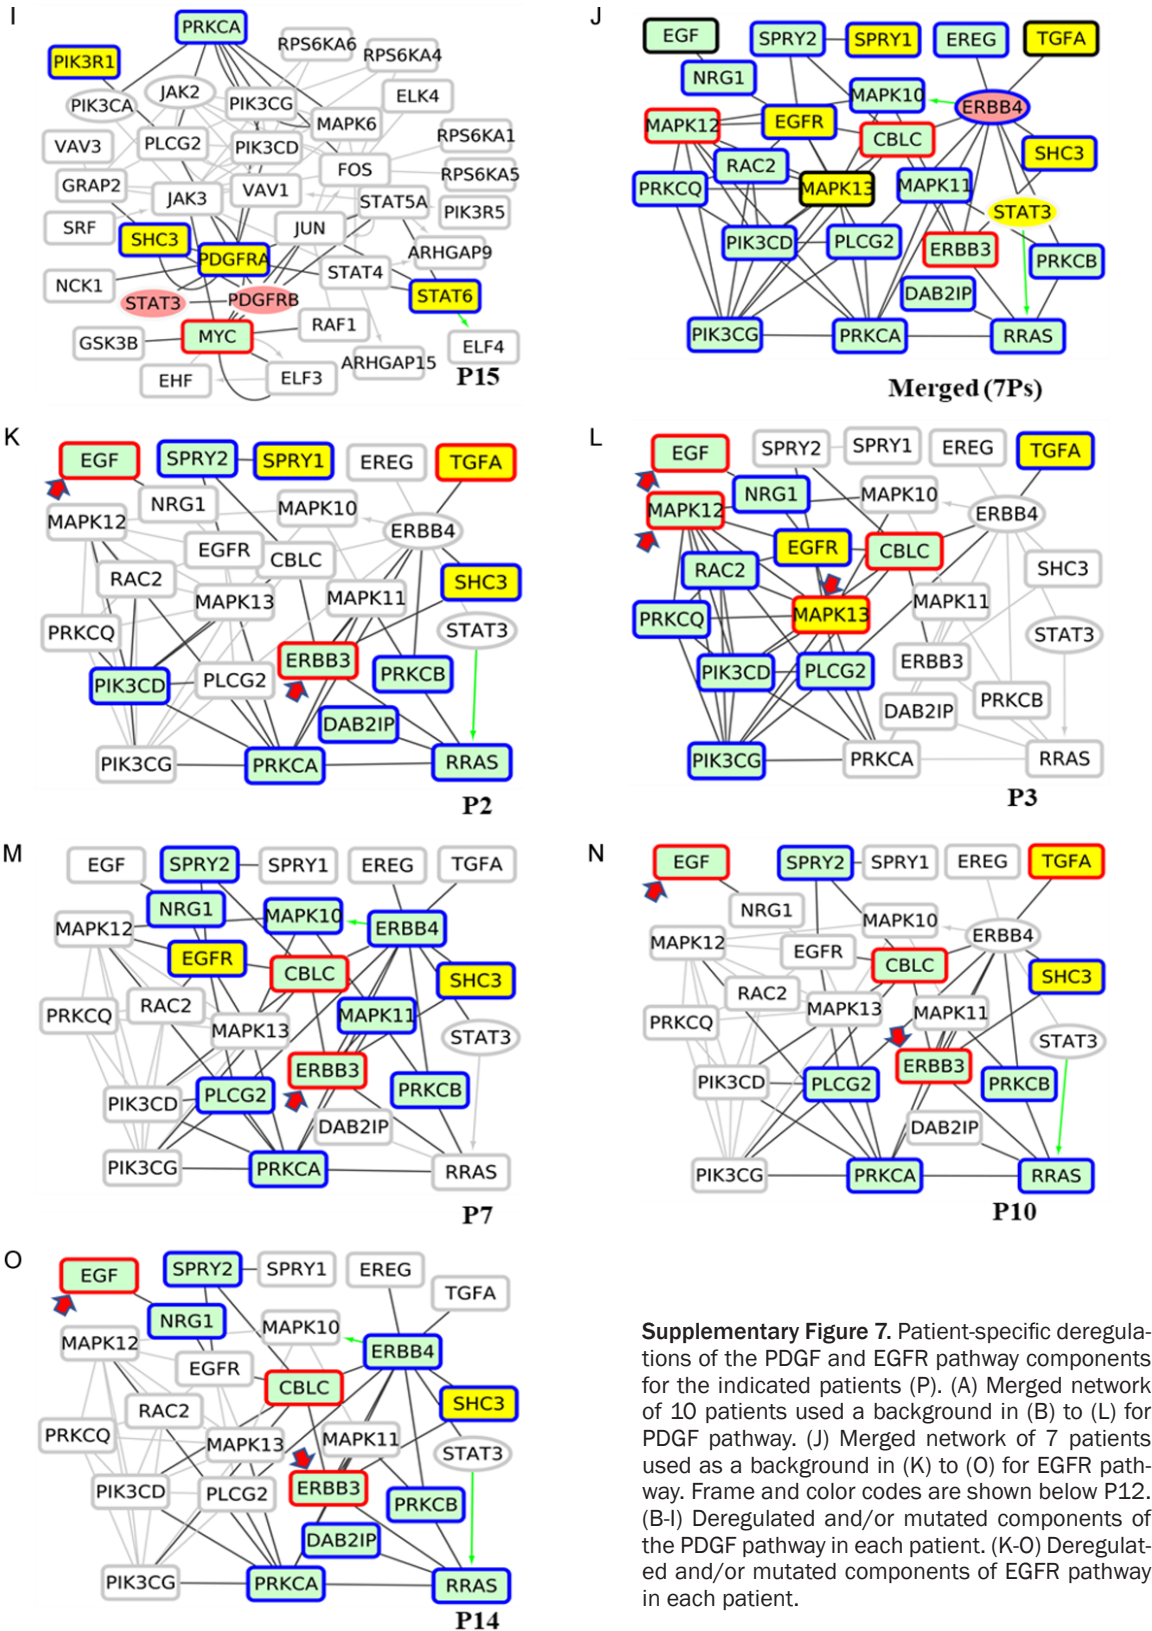 I
PRKCA
PIK3R1
RPS6KA6
RPS6KA4
JAK2
PIK3CA
PIK3CG
ELK4
MAPK6
VAV3
PLCG2
PIK3CD
RPS6KA1
FOS
RPS6KA5
GRAP2
JAK3
VAV1
STAT5A
PIK3R5
SRF
SHC3
JUN
PDGFRA
ARHGAP9
NCK1
STAT4
STAT3
PDGFRB
STAT6
GSK3B
MYC
RAF1
ELF4
ARHGAP15
EHF
ELF3
P15
J
EGF
SPRY2
SPRY1
EREG
TGFA
NRG1
MAPK10
ERBB4
MAPK12
EGFR
CBLC
RAC2
SHC3
PRKCQ
MAPK13
MAPK11
STAT3
PIK3CD
PLCG2
ERBB3
PRKCB
DAB2IP
PIK3CG
PRKCA
RRAS
Merged (7Ps)
K
EGF
SPRY2
SPRY1
EREG
TGFA
NRG1
MAPK10
MAPK12
ERBB4
EGFR
CBLC
RAC2
SHC3
MAPK13
MAPK11
PRKCQ
STAT3
ERBB3
PIK3CD
PLCG2
PRKCB
DAB2IP
PIK3CG
PRKCA
RRAS
P2
L
EGF
SPRY2
SPRY1
EREG
TGFA
NRG1
MAPK10
MAPK12
ERBB4
EGFR
CBLC
RAC2
SHC3
MAPK13
MAPK11
PRKCQ
STAT3
PIK3CD
PLCG2
ERBB3
PRKCB
DAB2IP
PIK3CG
PRKCA
RRAS
P3
M
EGF
SPRY2
SPRY1
EREG
TGFA
NRG1
MAPK10
MAPK12
ERBB4
EGFR
CBLC
SHC3
RAC2
PRKCQ
MAPK13
MAPK11
STAT3
ERBB3
PIK3CD
PLCG2
PRKCB
DAB2IP
PIK3CG
PRKCA
RRAS
P7
N
EGF
SPRY2
SPRY1
EREG
TGFA
NRG1
MAPK10
MAPK12
ERBB4
EGFR
CBLC
SHC3
RAC2
MAPK13
MAPK11
PRKCQ
STAT3
ERBB3
PIK3CD
PLCG2
PRKCB
DAB2IP
PIK3CG
PRKCA
RRAS
P10
O
EGF
SPRY2
SPRY1
EREG
TGFA
NRG1
MAPK10
MAPK12
ERBB4
EGFR
CBLC
RAC2
SHC3
PRKCQ
MAPK13
MAPK11
STAT3
PIK3CD
PLCG2
ERBB3
PRKCB
DAB2IP
PIK3CG
PRKCA
RRAS
P14
Supplementary Figure 7. Patient-specific deregula-
tions of the PDGF and EGFR pathway components
for the indicated patients (P). (A) Merged network
of 10 patients used a background in (B) to (L) for
PDGF pathway. (J) Merged network of 7 patients
used as a background in (K) to (O) for EGFR path-
way. Frame and color codes are shown below P12.
(B-I) Deregulated and/or mutated components of
the PDGF pathway in each patient. (K-O) Deregulat-
ed and/or mutated components of EGFR pathway
in each patient.